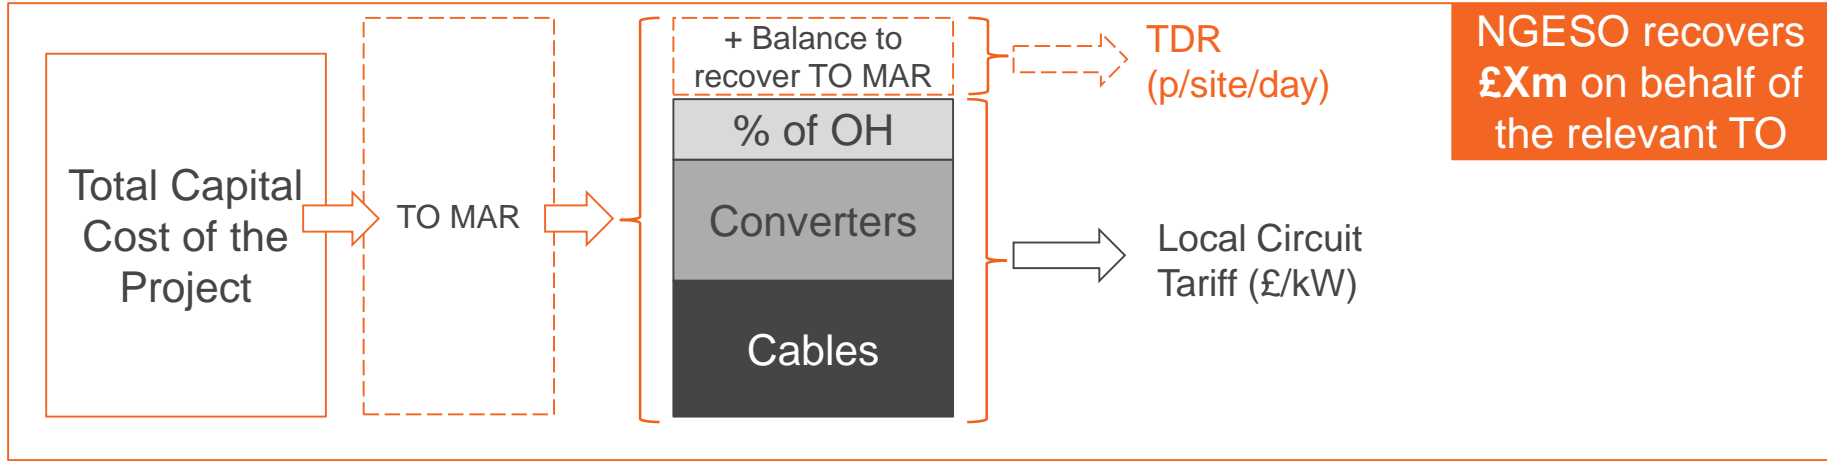 Total Capital
Cost of the
Project
TO MAR
+ Balance to
recover TO MAR
% of OH
Converters
Cables
TDR
(p/site/day)
Local Circuit
Tariff (£/kW)
NGESO recovers
£Xm on behalf of
the relevant TO